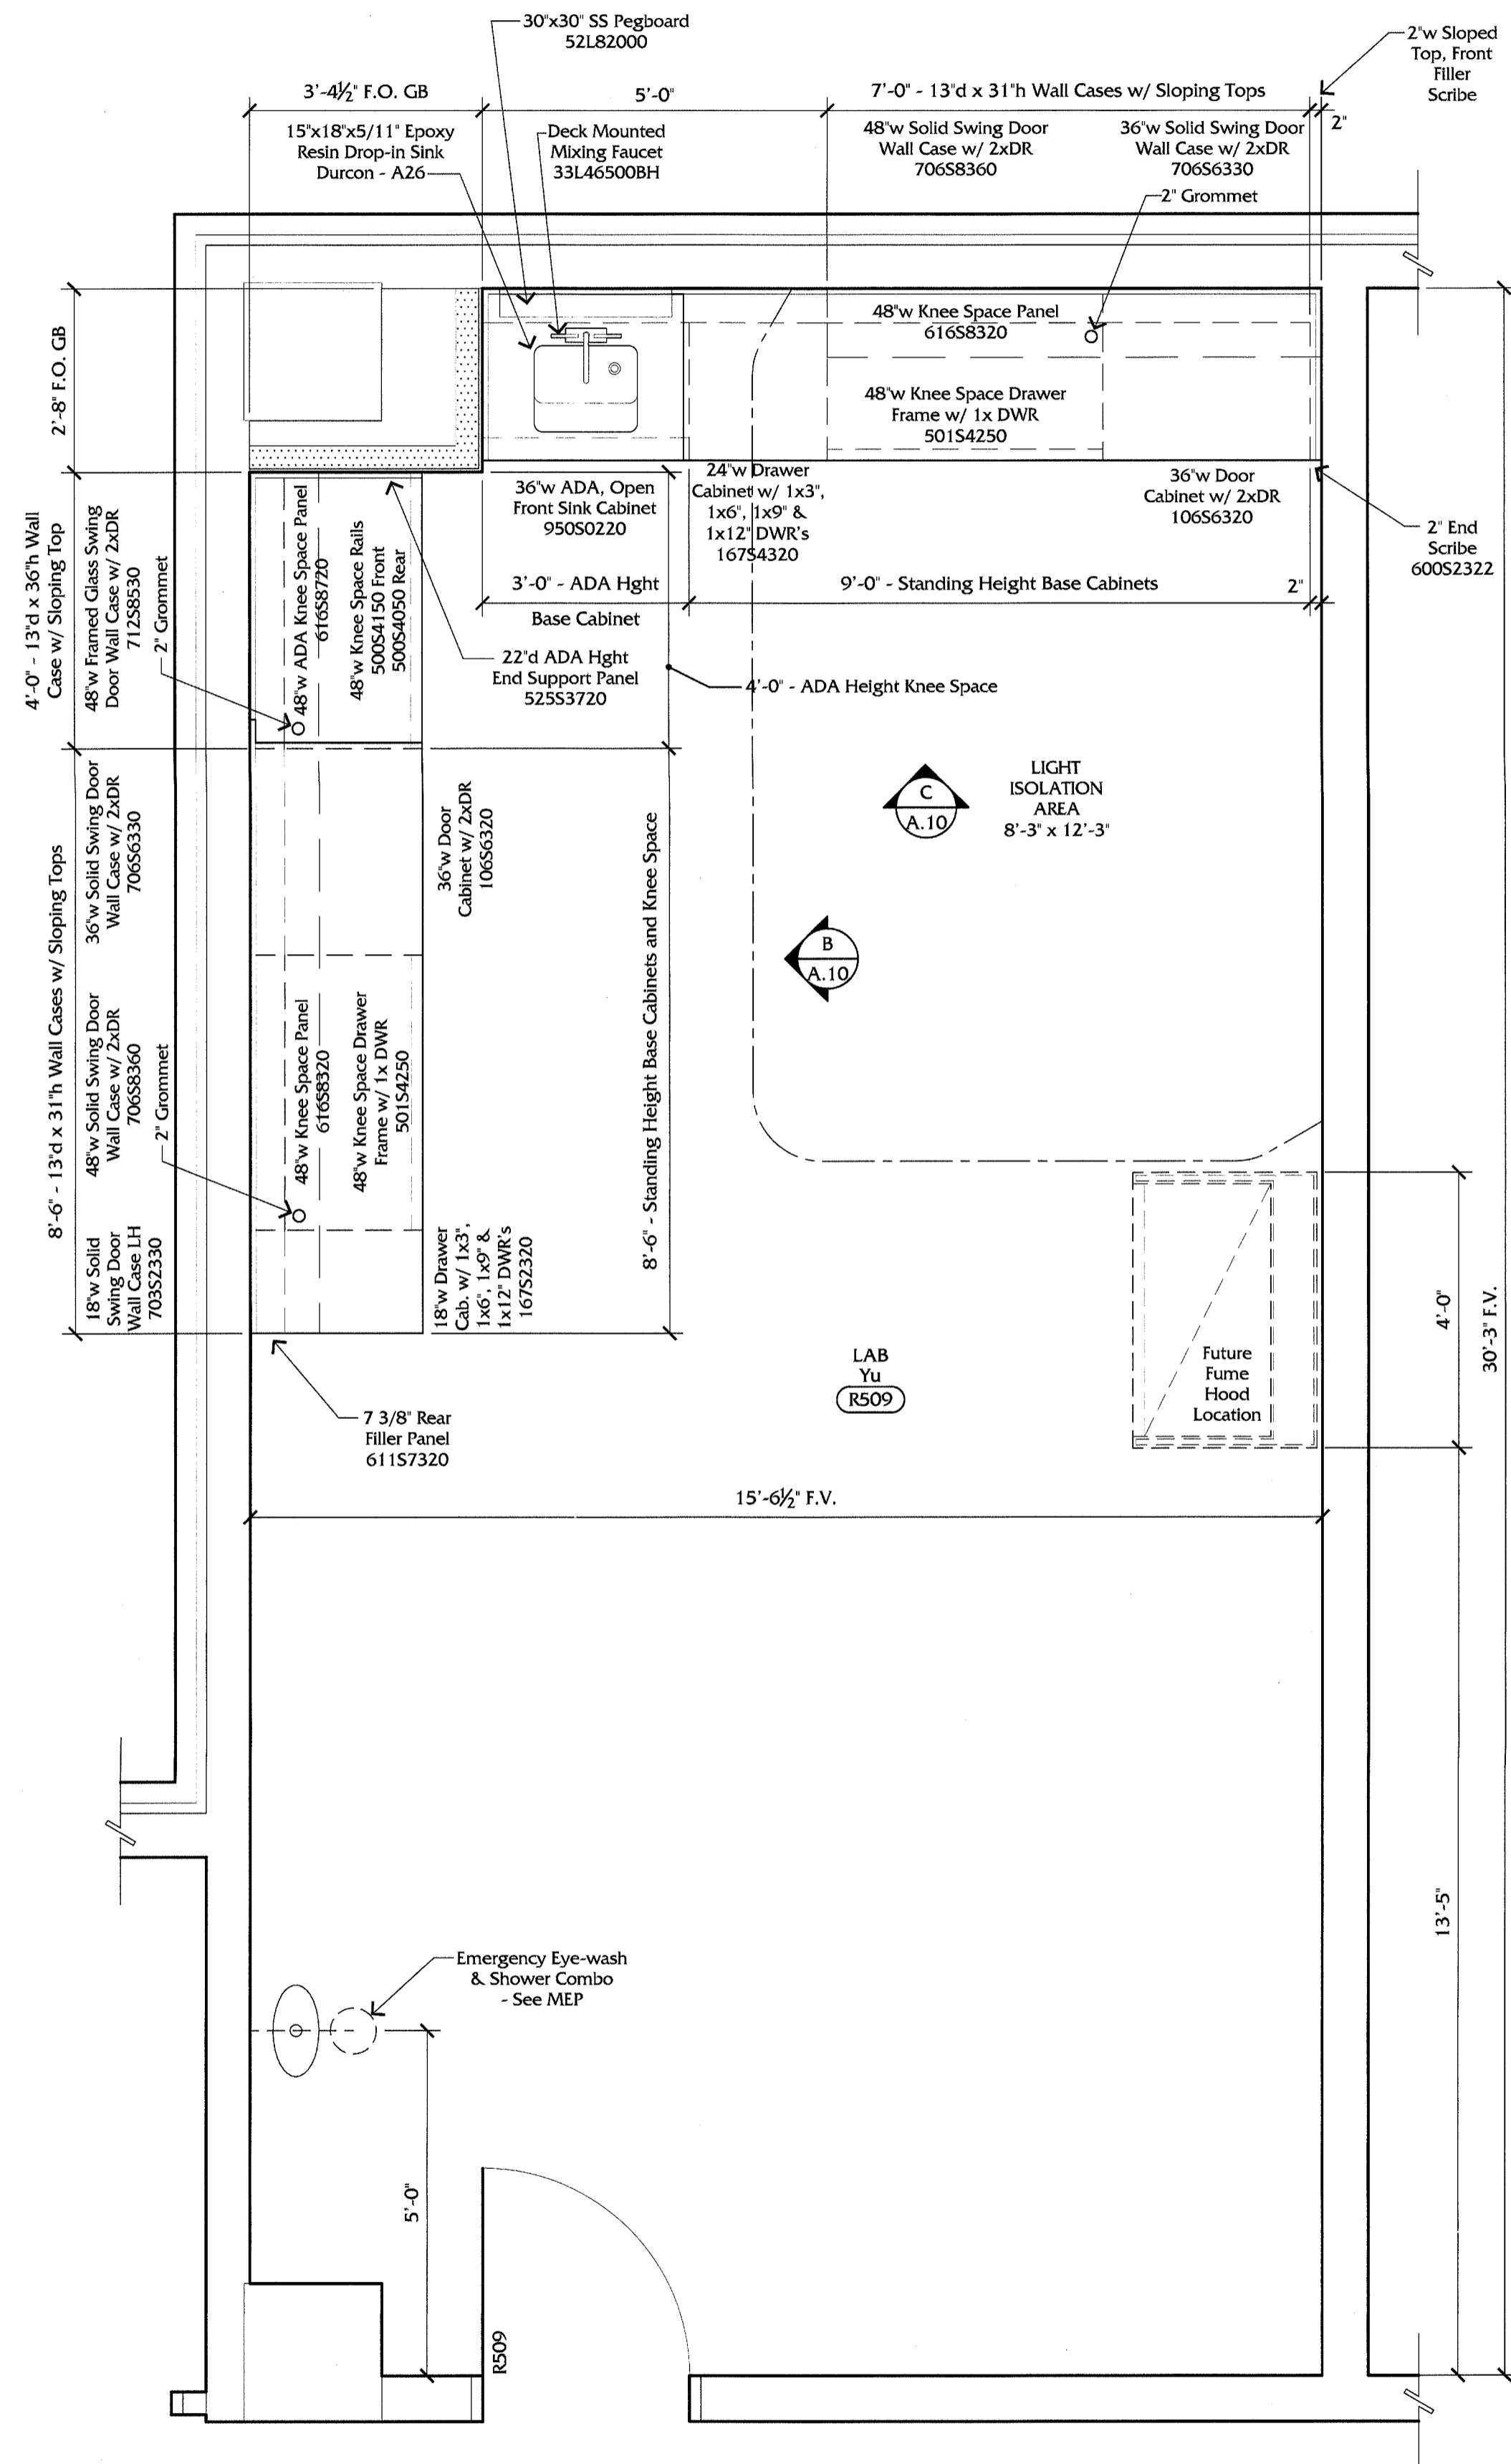 30"x30" SS Pegboard
52L82000
2"w Sloped
Top, Front
Filler
Scribe
3'-4½" F.O. GB
5'-0"
7'-0" - 13"d x 31"h Wall Cases w/ Sloping Tops
2"
15"x18"x5/11" Epoxy
Resin Drop-in Sink
Durcon - A26
Deck Mounted
Mixing Faucet
33L46500BH
48"w Solid Swing Door
Wall Case w/ 2xDR
706S8360
36"w Solid Swing Door
Wall Case w/ 2xDR
706S6330
2" Grommet
2'-8" F.O. GB
48"w Knee Space Panel
616S8320
48"w Knee Space Drawer
Frame w/ 1x DWR
501S4250
4'-0" - 13"d x 36"h Wall
Case w/ Sloping Top
48"w Framed Glass Swing
Door Wall Case w/ 2xDR
712S8530
2" Grommet
48"w ADA Knee Space Panel
616S8720
48"w Knee Space Rails
500S4150 Front
500S4050 Rear
36"w ADA, Open
Front Sink Cabinet
950S0220
24"w Drawer
Cabinet w/ 1x3",
1x6", 1x9" &
1x12" DWR's
167S4320
36"w Door
Cabinet w/ 2xDR
106S6320
2" End
Scribe
600S2322
3'-0" - ADA Hght
Base Cabinet
9'-0" - Standing Height Base Cabinets
2"
22"d ADA Hght
End Support Panel
525S3720
4'-0" - ADA Height Knee Space
C
A.10
LIGHT
ISOLATION
AREA
8'-3" x 12'-3"
B
A.10
8'-6" - 13"d x 31"h Wall Cases w/ Sloping Tops
36"w Solid Swing Door
Wall Case w/ 2xDR
706S6330
48"w Solid Swing Door
Wall Case w/ 2xDR
706S8360
2" Grommet
18"w Solid
Swing Door
Wall Case LH
703S2330
48"w Knee Space Panel
616S8320
48"w Knee Space Drawer
Frame w/ 1x DWR
501S4250
36"w Door
Cabinet w/ 2xDR
106S6320
18"w Drawer
Cab. w/ 1x3",
1x6", 1x9" &
1x12" DWR's
167S2320
8'-6" - Standing Height Base Cabinets and Knee Space
7 3/8" Rear
Filler Panel
611S7320
LAB
Yu
R509
Future
Fume
Hood
Location
4'-0"
30'-3" F.V.
15'-6½" F.V.
13'-5"
Emergency Eye-wash
& Shower Combo
- See MEP
5'-0"
R509